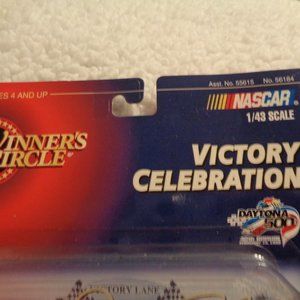 ES 4 AND UP
Asst. No. 55615 No. 56184
NASCAR
1/43 SCALE
WINNER'S
CIRCLE
VICTORY
CELEBRATION
DAYTONA
500
VICTORY LANE